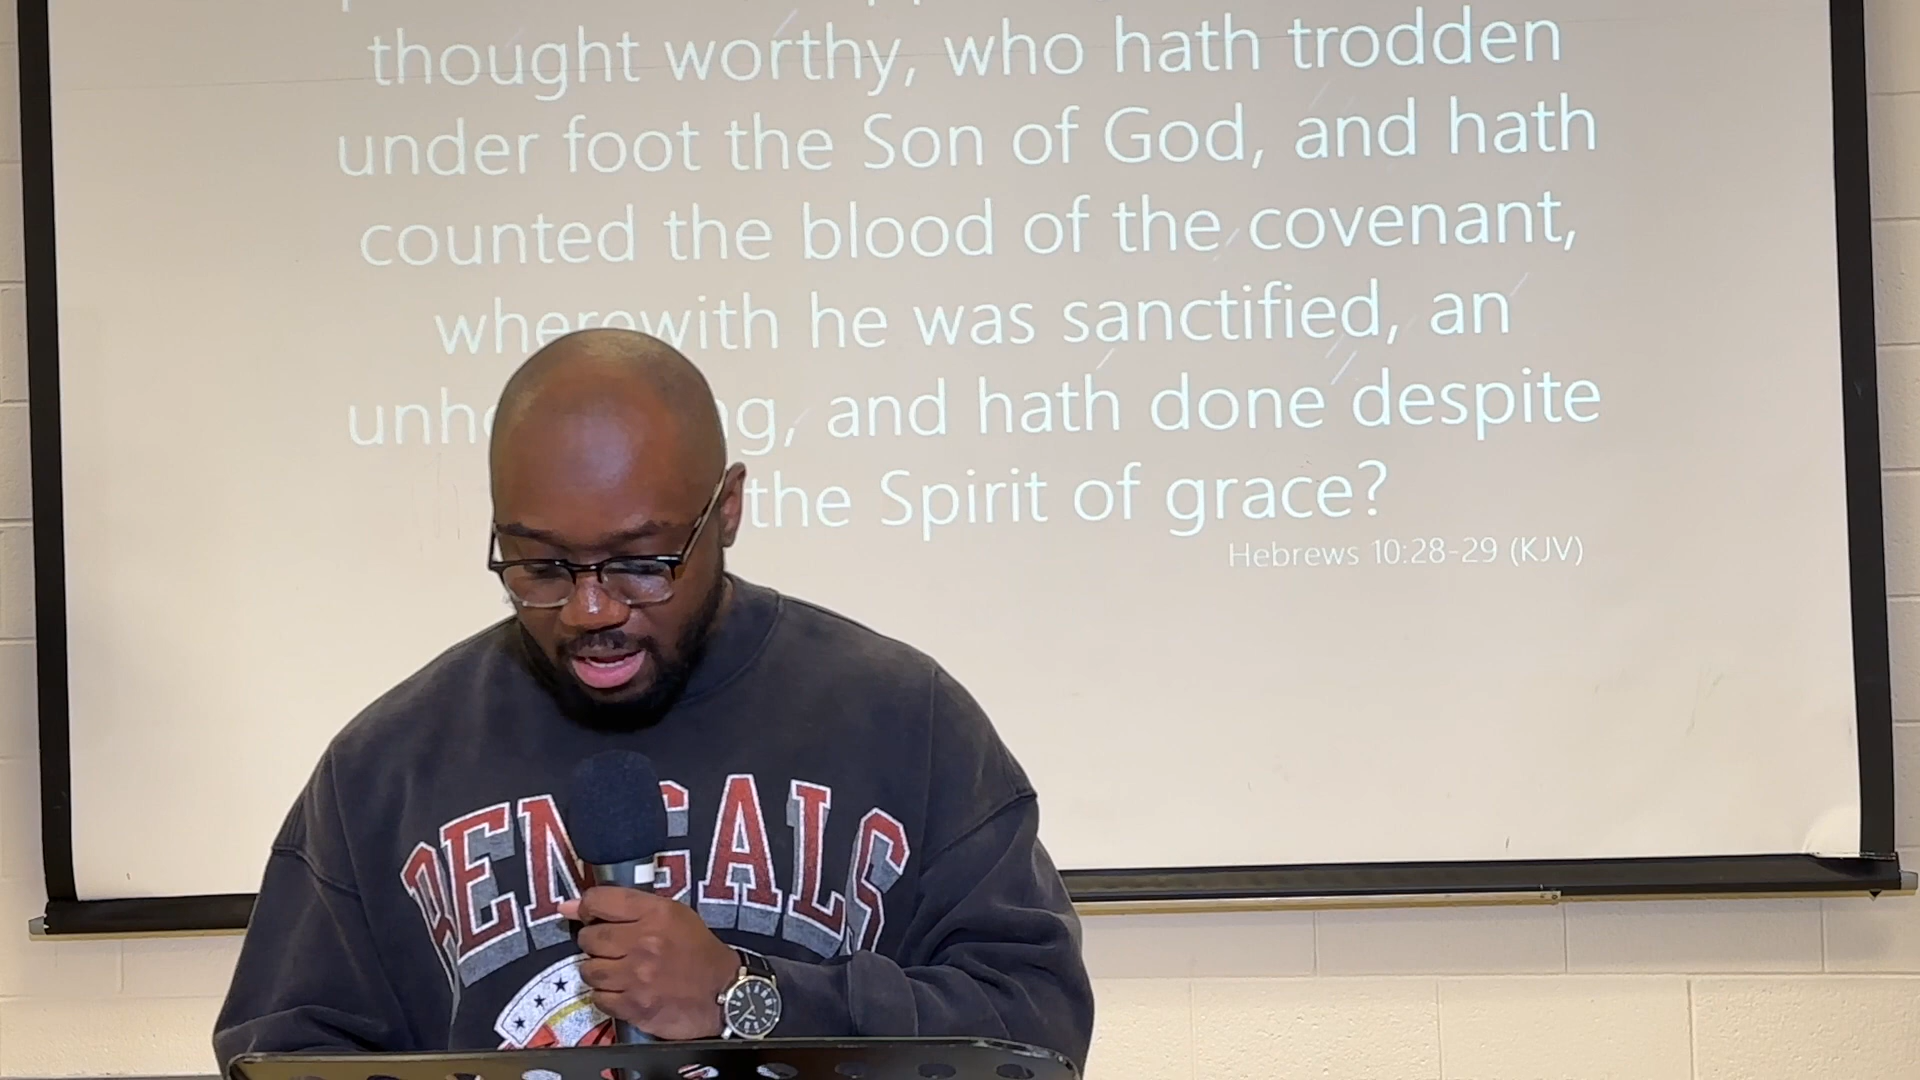 thought worthy, who hath trodden
under foot the Son of God, and hath
counted the blood of the covenant,
wherewith he was sanctified, an
and hath done despite
the Spirit of grace?
Hebrews 10:28-29 (KJV)
BENGALS